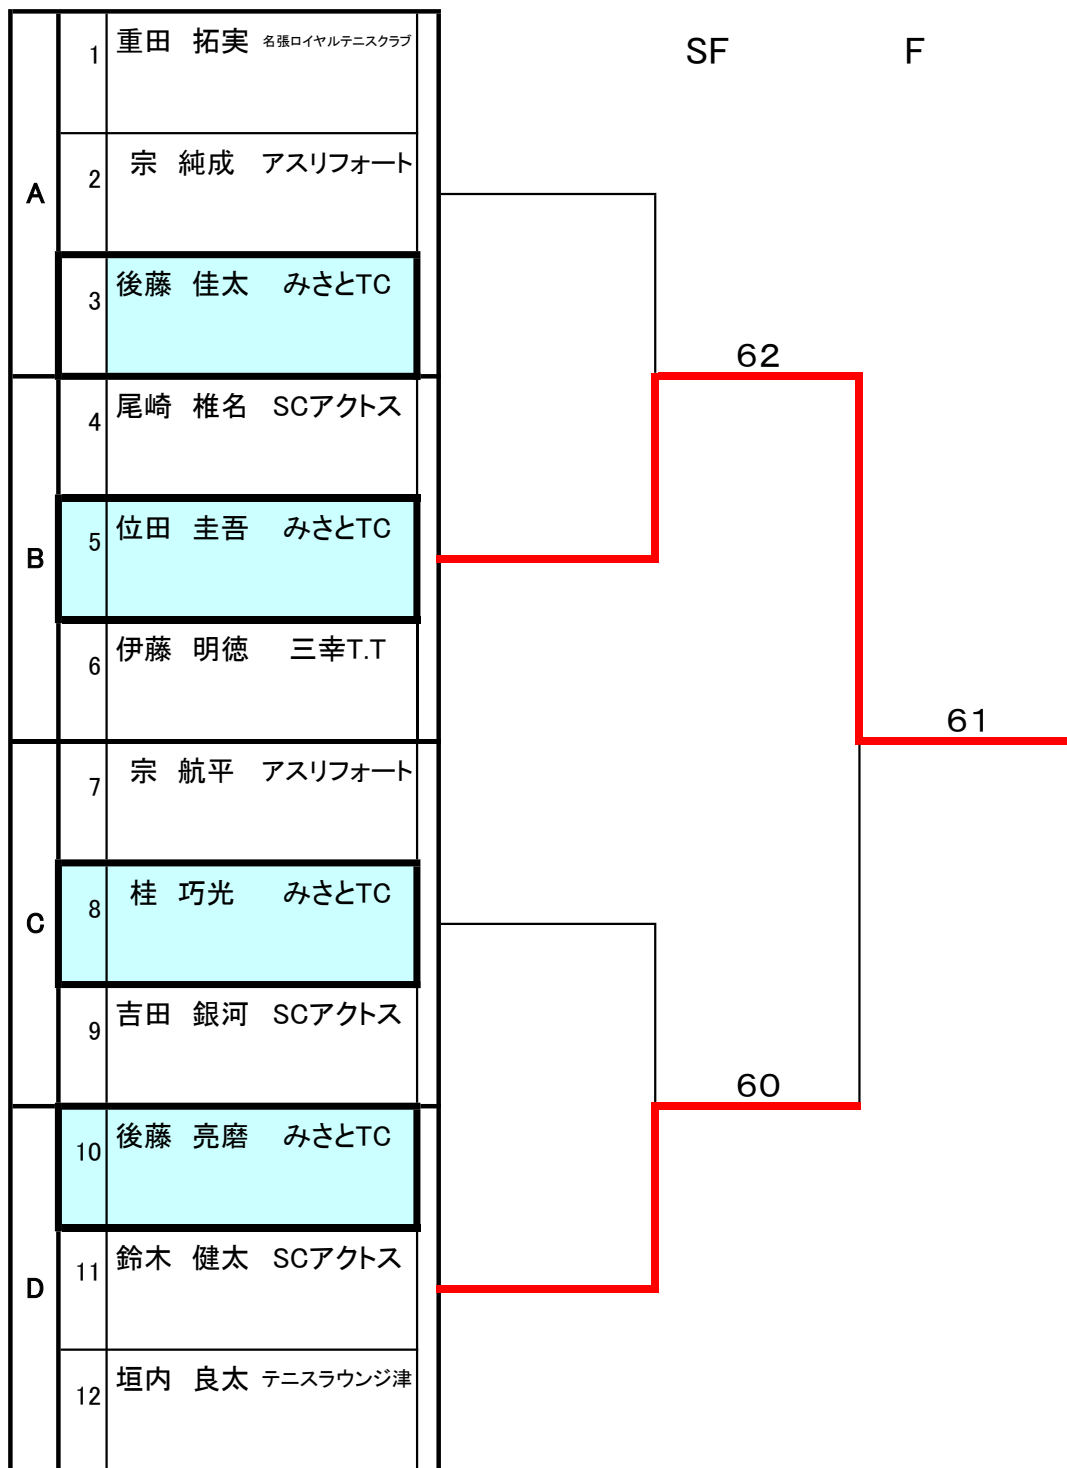 SF F
A
1 重田 拓実 名張ロイヤルテニスクラブ
2 宗 純成 アスリフォート
3 後藤 佳太 みさとTC
B
4 尾崎 椎名 SCアクトス
5 位田 圭吾 みさとTC
6 伊藤 明徳 三幸T.T
C
7 宗 航平 アスリフォート
8 桂 巧光 みさとTC
9 吉田 銀河 SCアクトス
D
10 後藤 亮磨 みさとTC
11 鈴木 健太 SCアクトス
12 垣内 良太 テニスラウンジ津
62
61
60